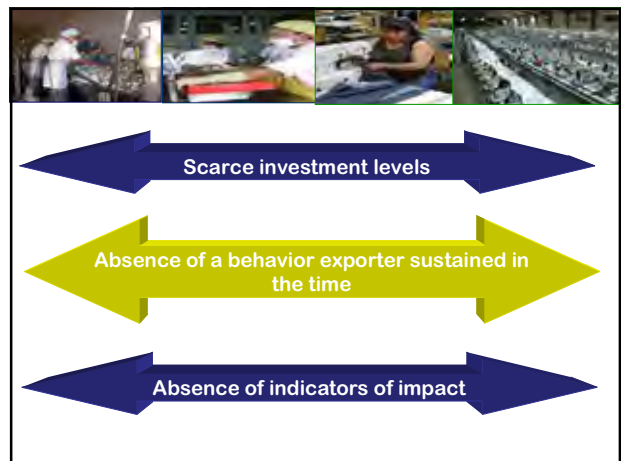 Scarce investment levels
Absence of a behavior exporter sustained in
the time
Absence of indicators of impact